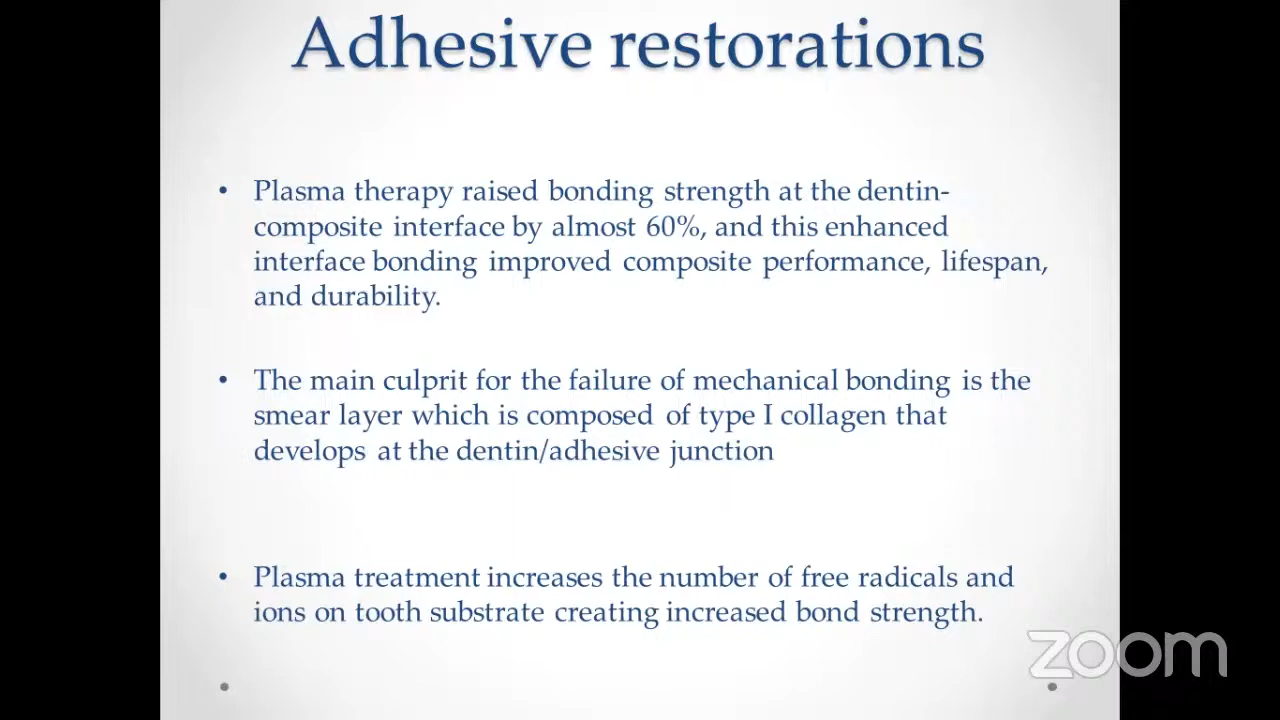 Adhesive restorations
• Plasma therapy raised bonding strength at the dentin-
composite interface by almost 60%, and this enhanced
interface bonding improved composite performance, lifespan,
and durability.
• The main culprit for the failure of mechanical bonding is the
smear layer which is composed of type I collagen that
develops at the dentin/adhesive junction
• Plasma treatment increases the number of free radicals and
ions on tooth substrate creating increased bond strength.
zoom